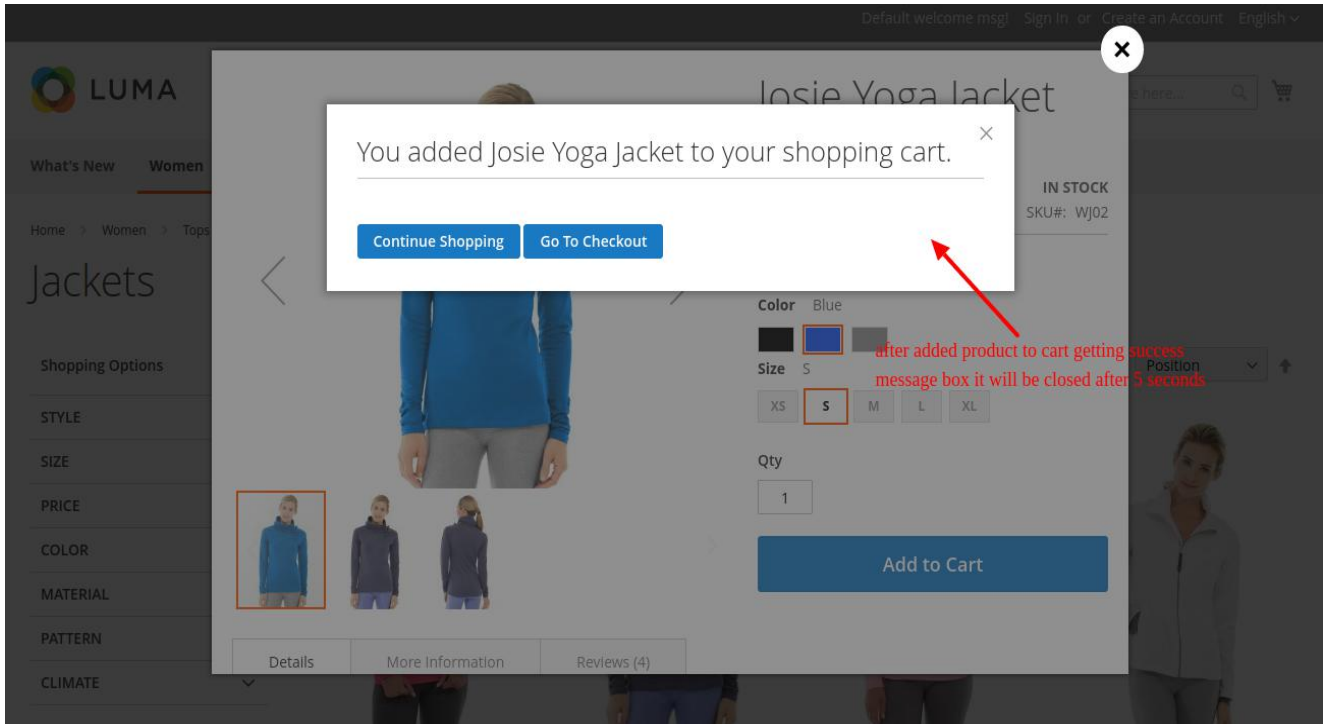 Default welcome msg! Sign In or Create an Account English
LUMA
Josie Yoga Jacket
e here...
You added Josie Yoga Jacket to your shopping cart.
What's New Women
IN STOCK
SKU#: WJ02
Home > Women > Tops
Continue Shopping Go To Checkout
Jackets
Color Blue
after added product to cart getting success
message box it will be closed after 5 seconds
Position
Shopping Options
Size S
XS S M L XL
STYLE
SIZE
Qty
1
PRICE
COLOR
Add to Cart
MATERIAL
PATTERN
Details More Information Reviews (4)
CLIMATE